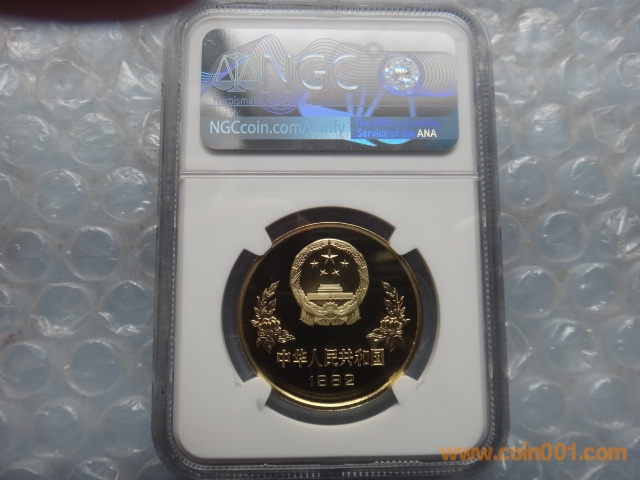 NGC
NGCcoin.com/verify
Service of the ANA
中华人民共和国
1982
www.coin001.com